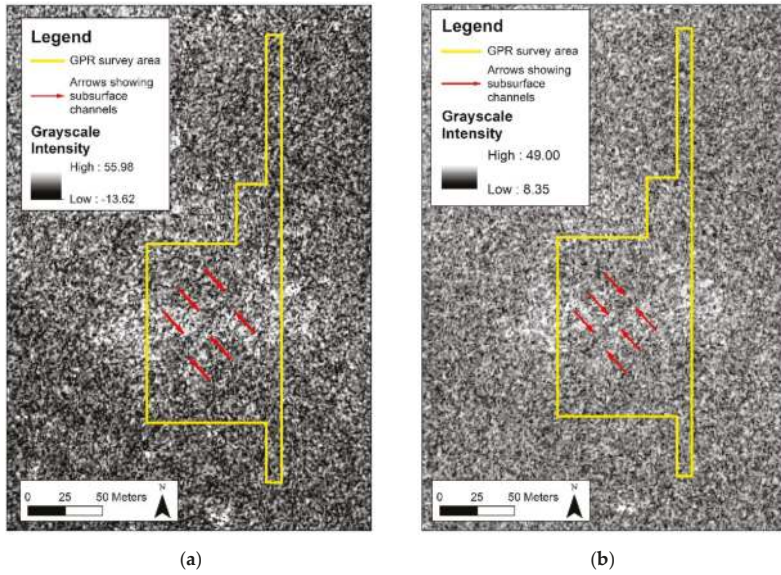 Legend
GPR survey area
Arrows showing
subsurface
channels
Grayscale
Intensity
High : 55.98
Low : -13.62
N
0 25 50 Meters
(a)
Legend
GPR survey area
Arrows showing
subsurface
channels
Grayscale
Intensity
High : 49.00
Low : 8.35
N
0 25 50 Meters
(b)